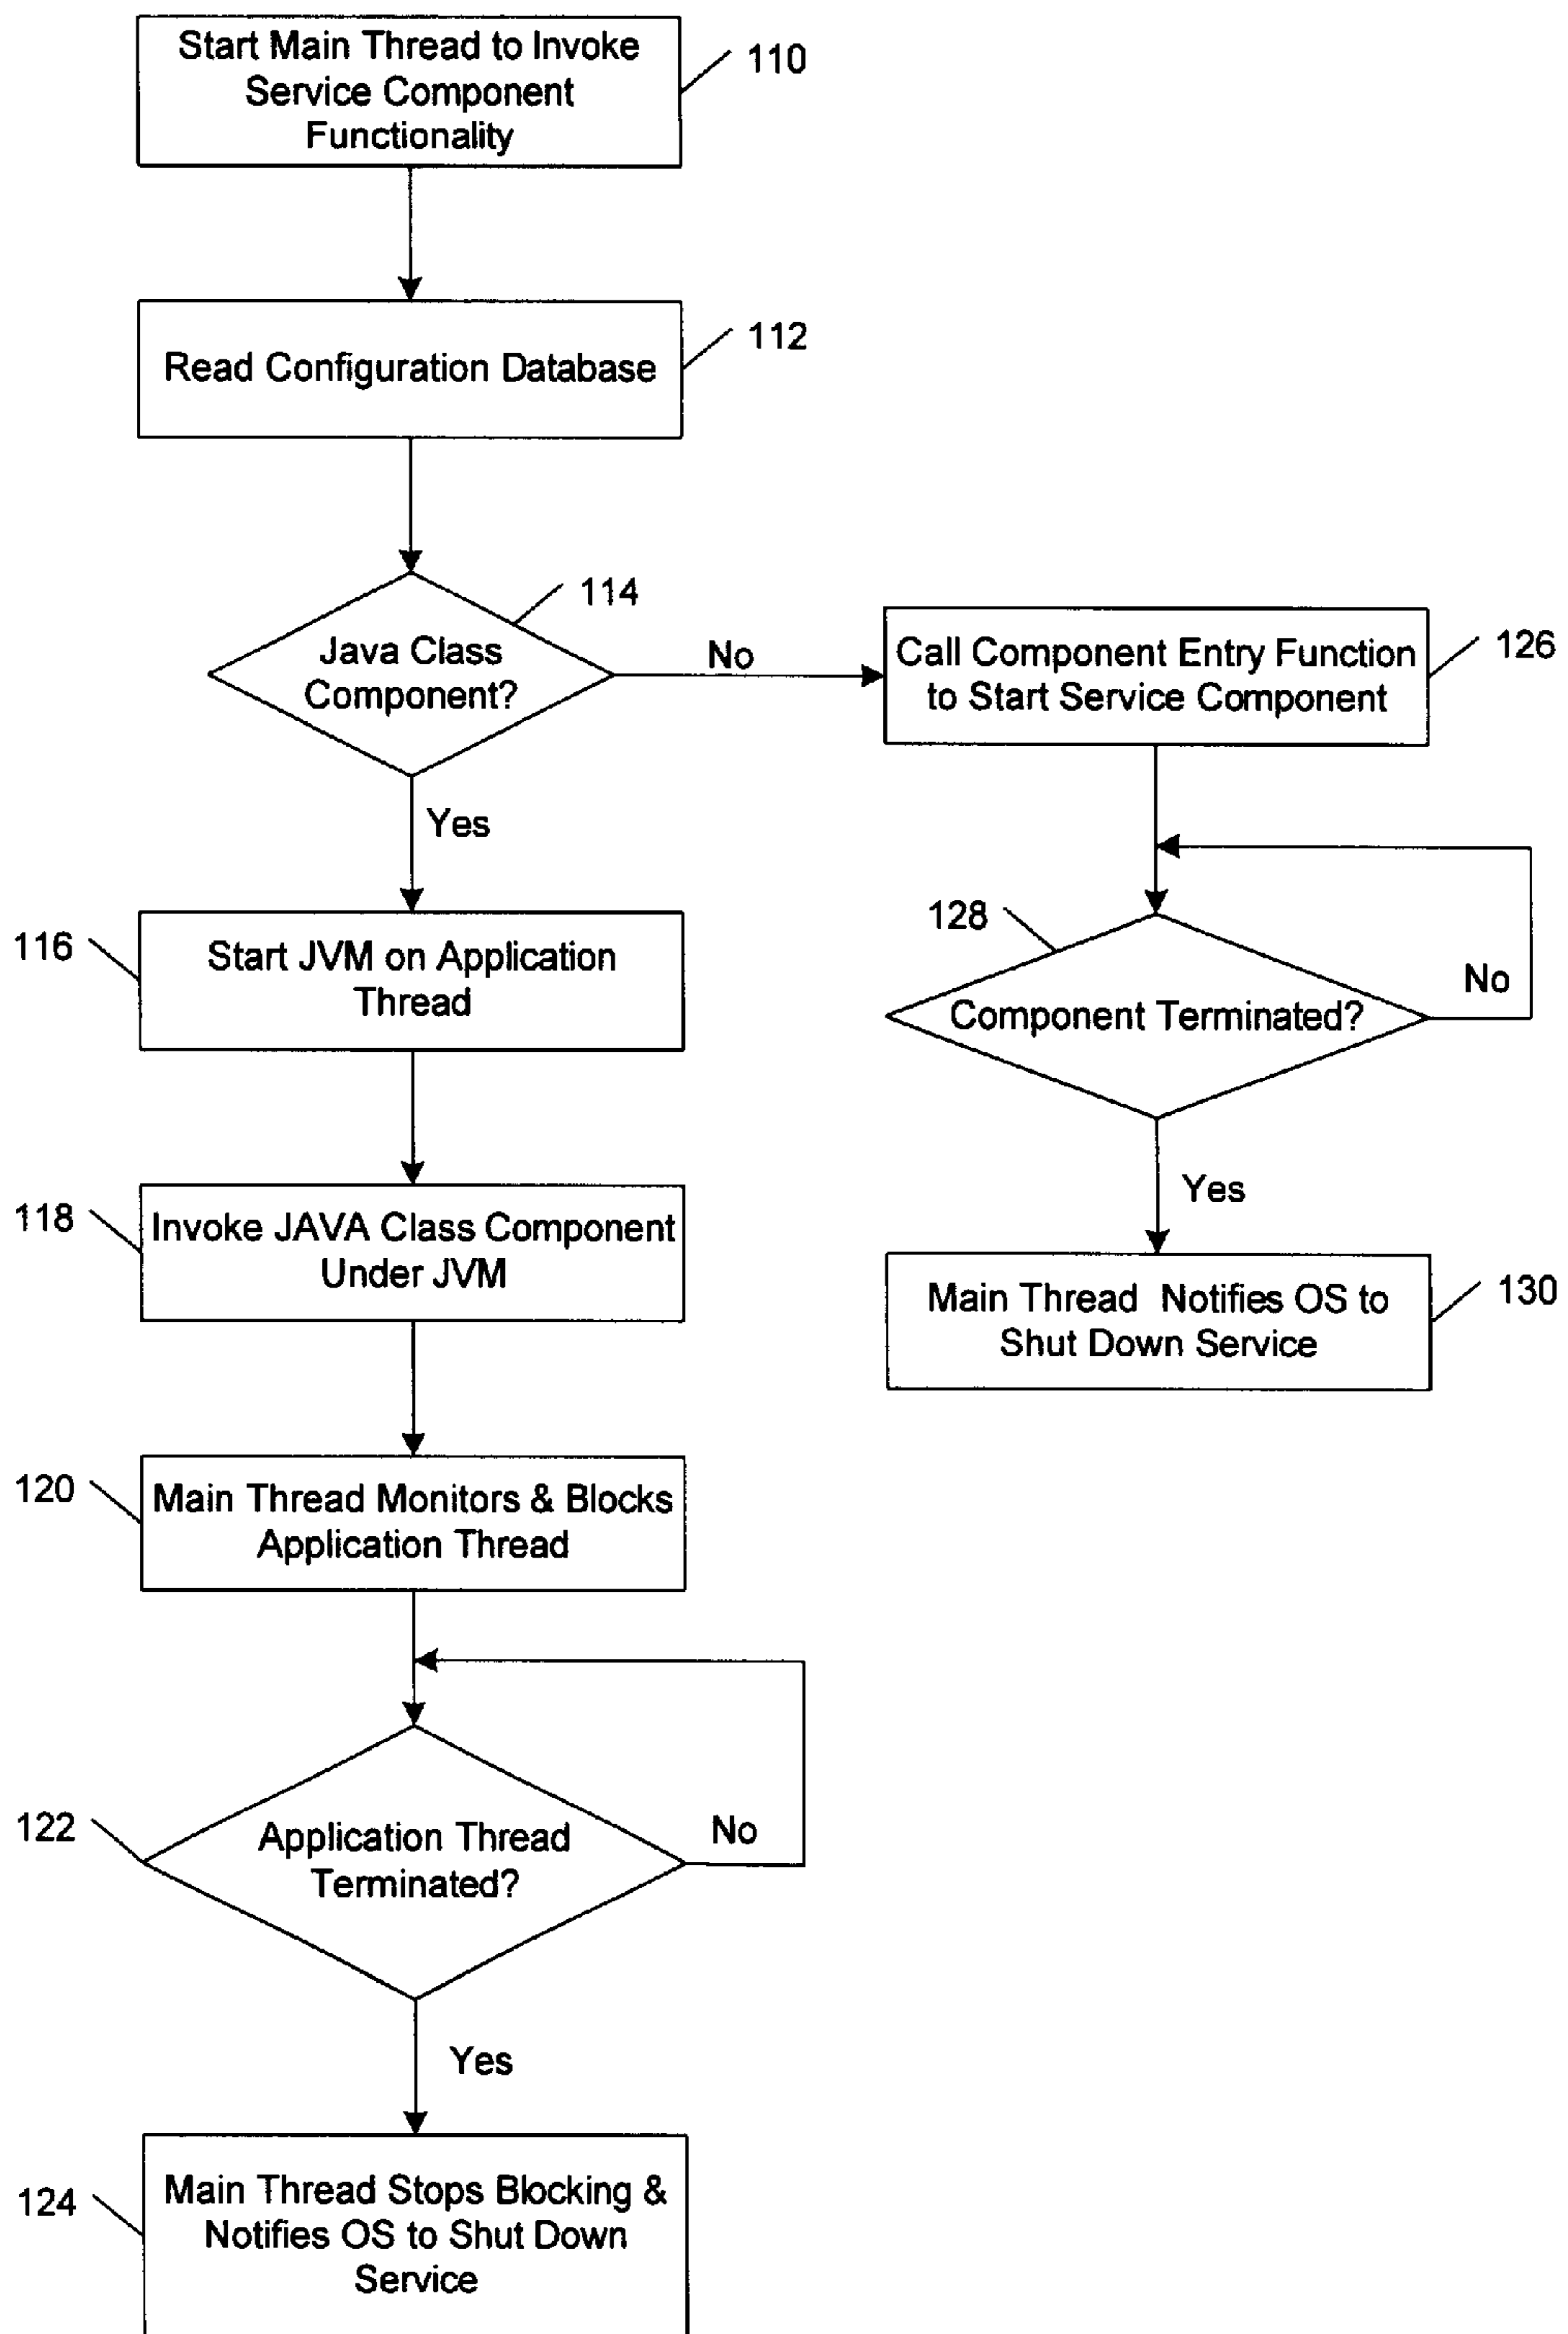 Start Main Thread to Invoke
Service Component
Functionality
110
Read Configuration Database
112
Java Class
Component?
114
No
Yes
Call Component Entry Function
to Start Service Component
126
116
Start JVM on Application
Thread
128
Component Terminated?
No
Yes
118
Invoke JAVA Class Component
Under JVM
Main Thread Notifies OS to
Shut Down Service
130
120
Main Thread Monitors & Blocks
Application Thread
122
Application Thread
Terminated?
No
Yes
124
Main Thread Stops Blocking &
Notifies OS to Shut Down
Service